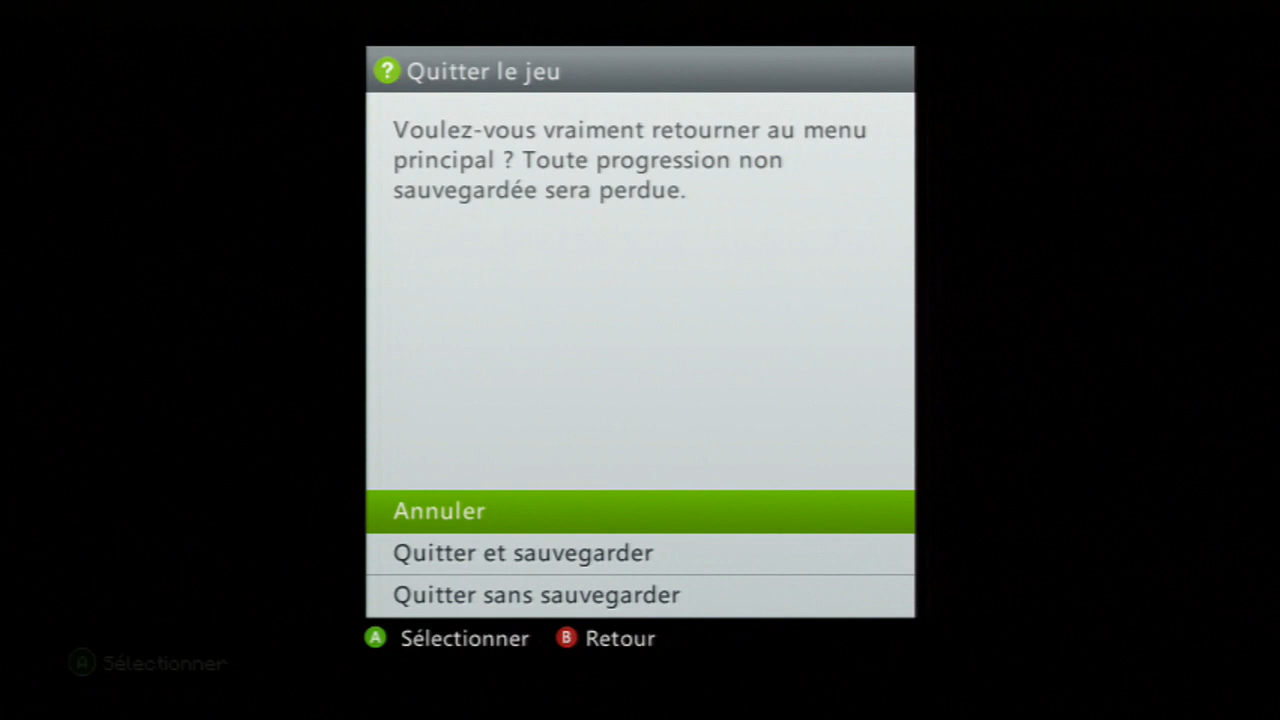 ? Quitter le jeu
Voulez-vous vraiment retourner au menu
principal ? Toute progression non
sauvegardée sera perdue.
Annuler
Quitter et sauvegarder
Quitter sans sauvegarder
A Sélectionner B Retour
A Sélectionner